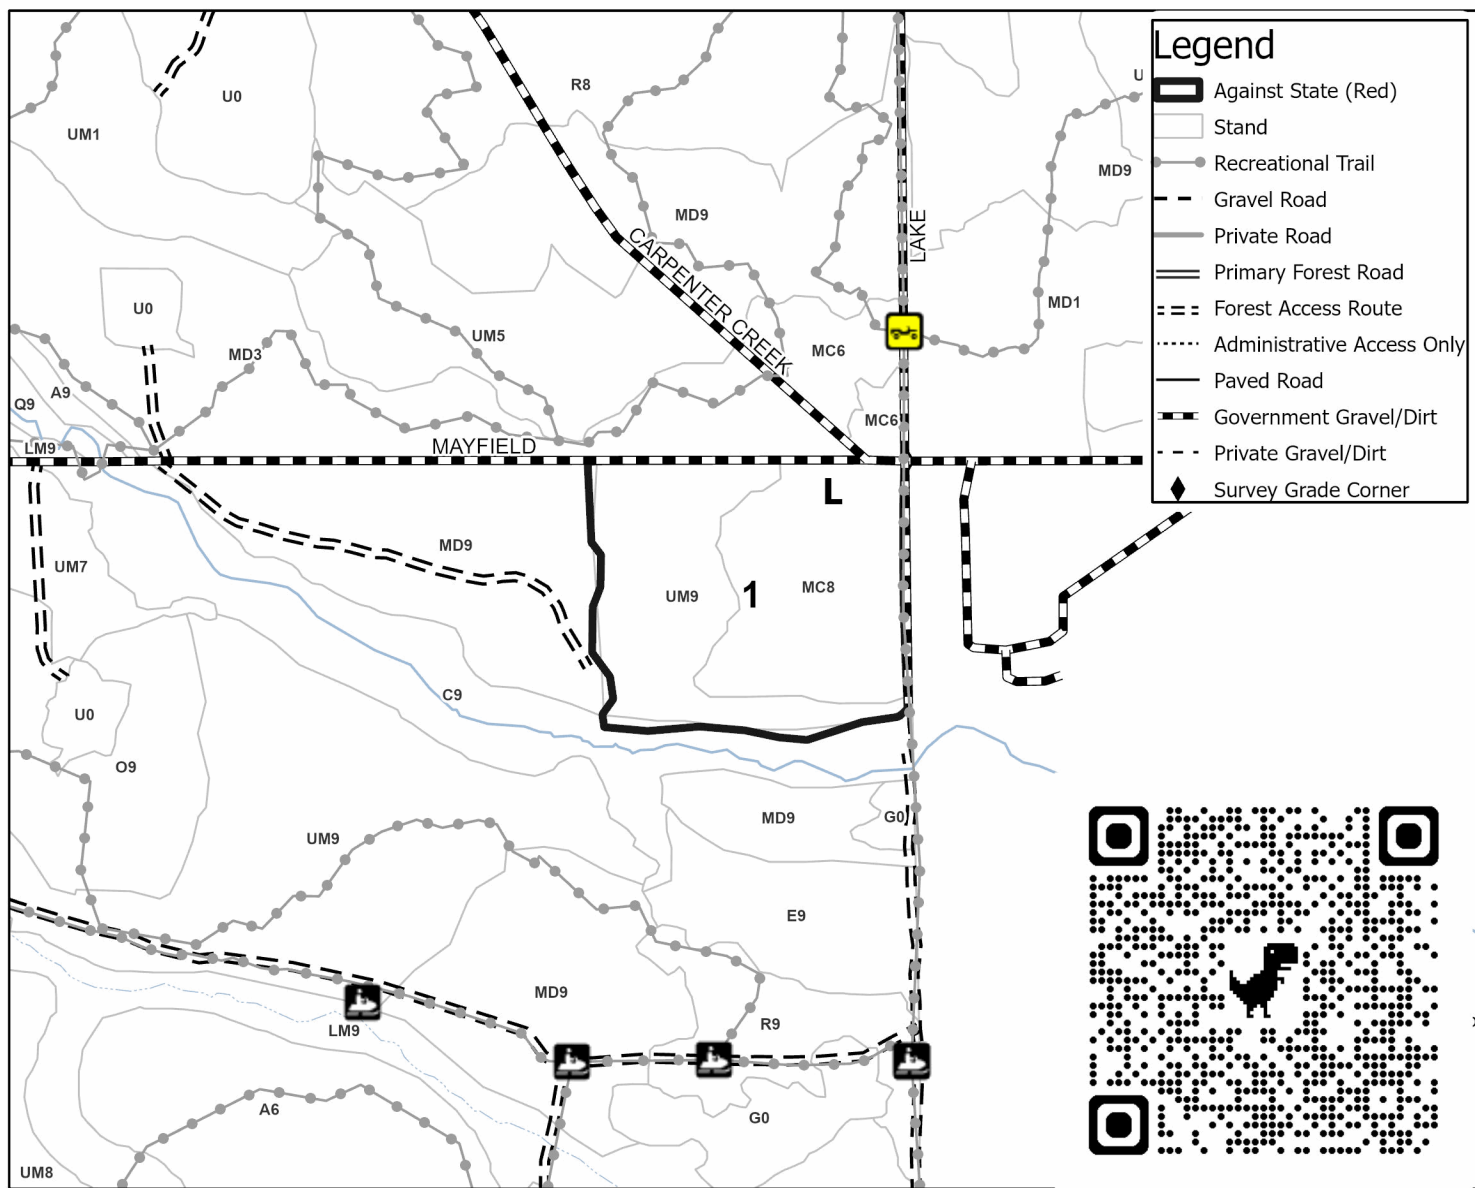 Legend
Against State (Red)
Stand
Recreational Trail
Gravel Road
Private Road
Primary Forest Road
Forest Access Route
Administrative Access Only
Paved Road
Government Gravel/Dirt
Private Gravel/Dirt
Survey Grade Corner
U
R8
U0
UM1
MD9
MD9
LAKE
CARPENTER CREEK
MD1
U0
UM5
MC6
MD3
A9
Q9
MC6
LM9
MAYFIELD
L
MD9
UM7
UM9
1
MC8
C9
U0
O9
MD9
G0
UM9
E9
MD9
R9
LM9
A6
G0
UM8